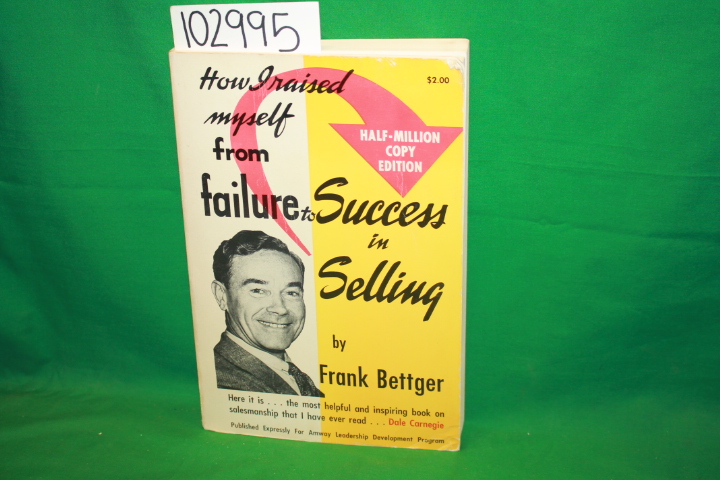 102995
How I raised
$2.00
myself
from
HALF-MILLION
COPY
EDITION
failure to Success
in
Selling
by
Frank Bettger
Here it is . . . the most helpful and inspiring book on
salesmanship that I have ever read . . . Dale Carnegie
Published Expressly For Amway Leadership Development Program